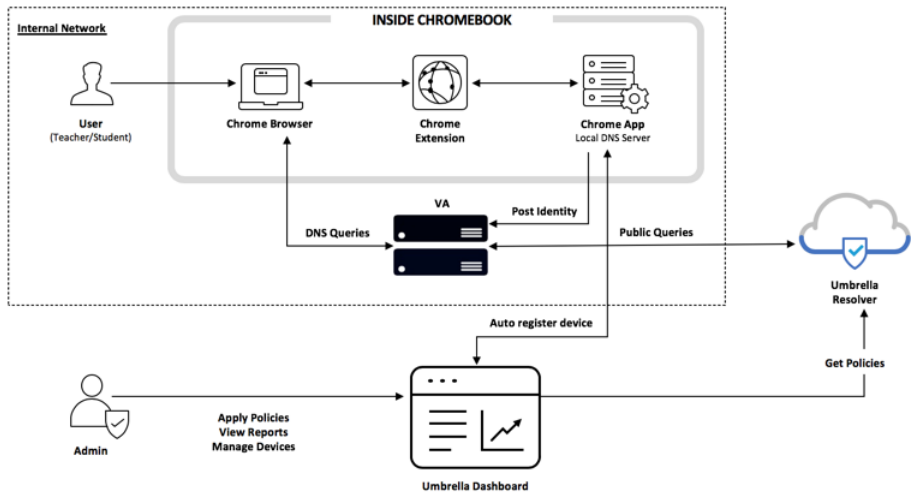 INSIDE CHROMEBOOK
Internal Network
User
(Teacher/Student)
Chrome Browser
Chrome
Extension
Chrome App
Local DNS Server
VA
Post Identity
DNS Queries
Public Queries
Umbrella
Resolver
Auto register device
Get Policies
Admin
Apply Policies
View Reports
Manage Devices
Umbrella Dashboard